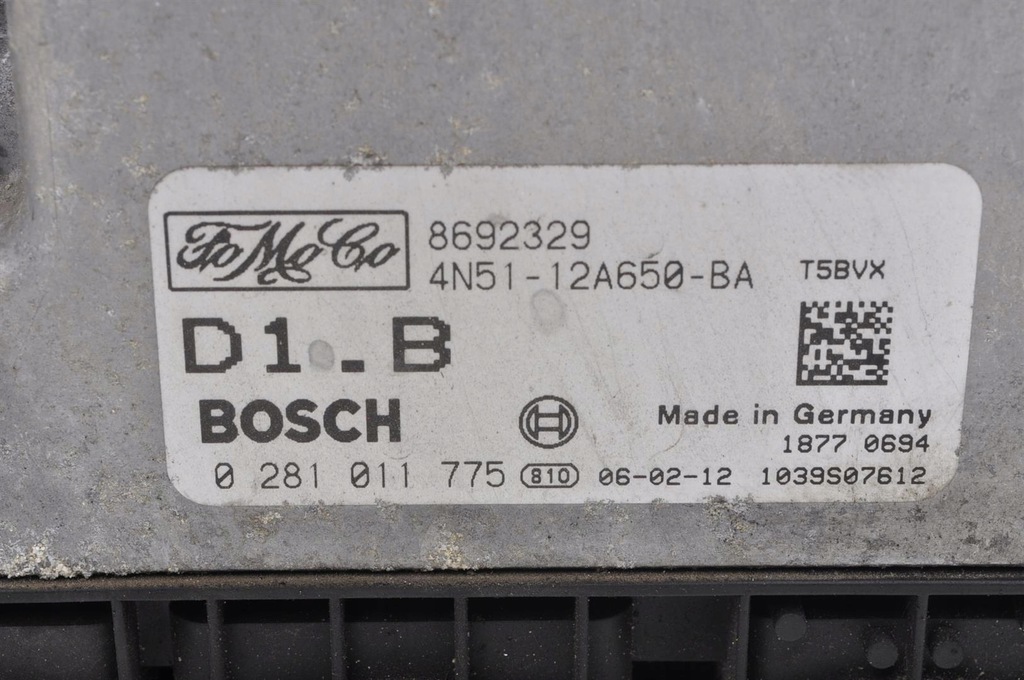 FoMoCo
8692329
4N51-12A650-BA
T5BVX
D1.B
BOSCH
Made in Germany
1877 0694
0 281 011 775 810 06-02-12 1039S07612